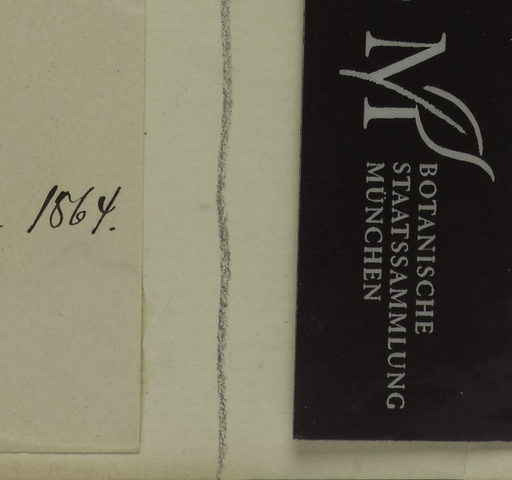 1864.
M
BOTANISCHE
STAATSSAMMLUNG
MÜNCHEN